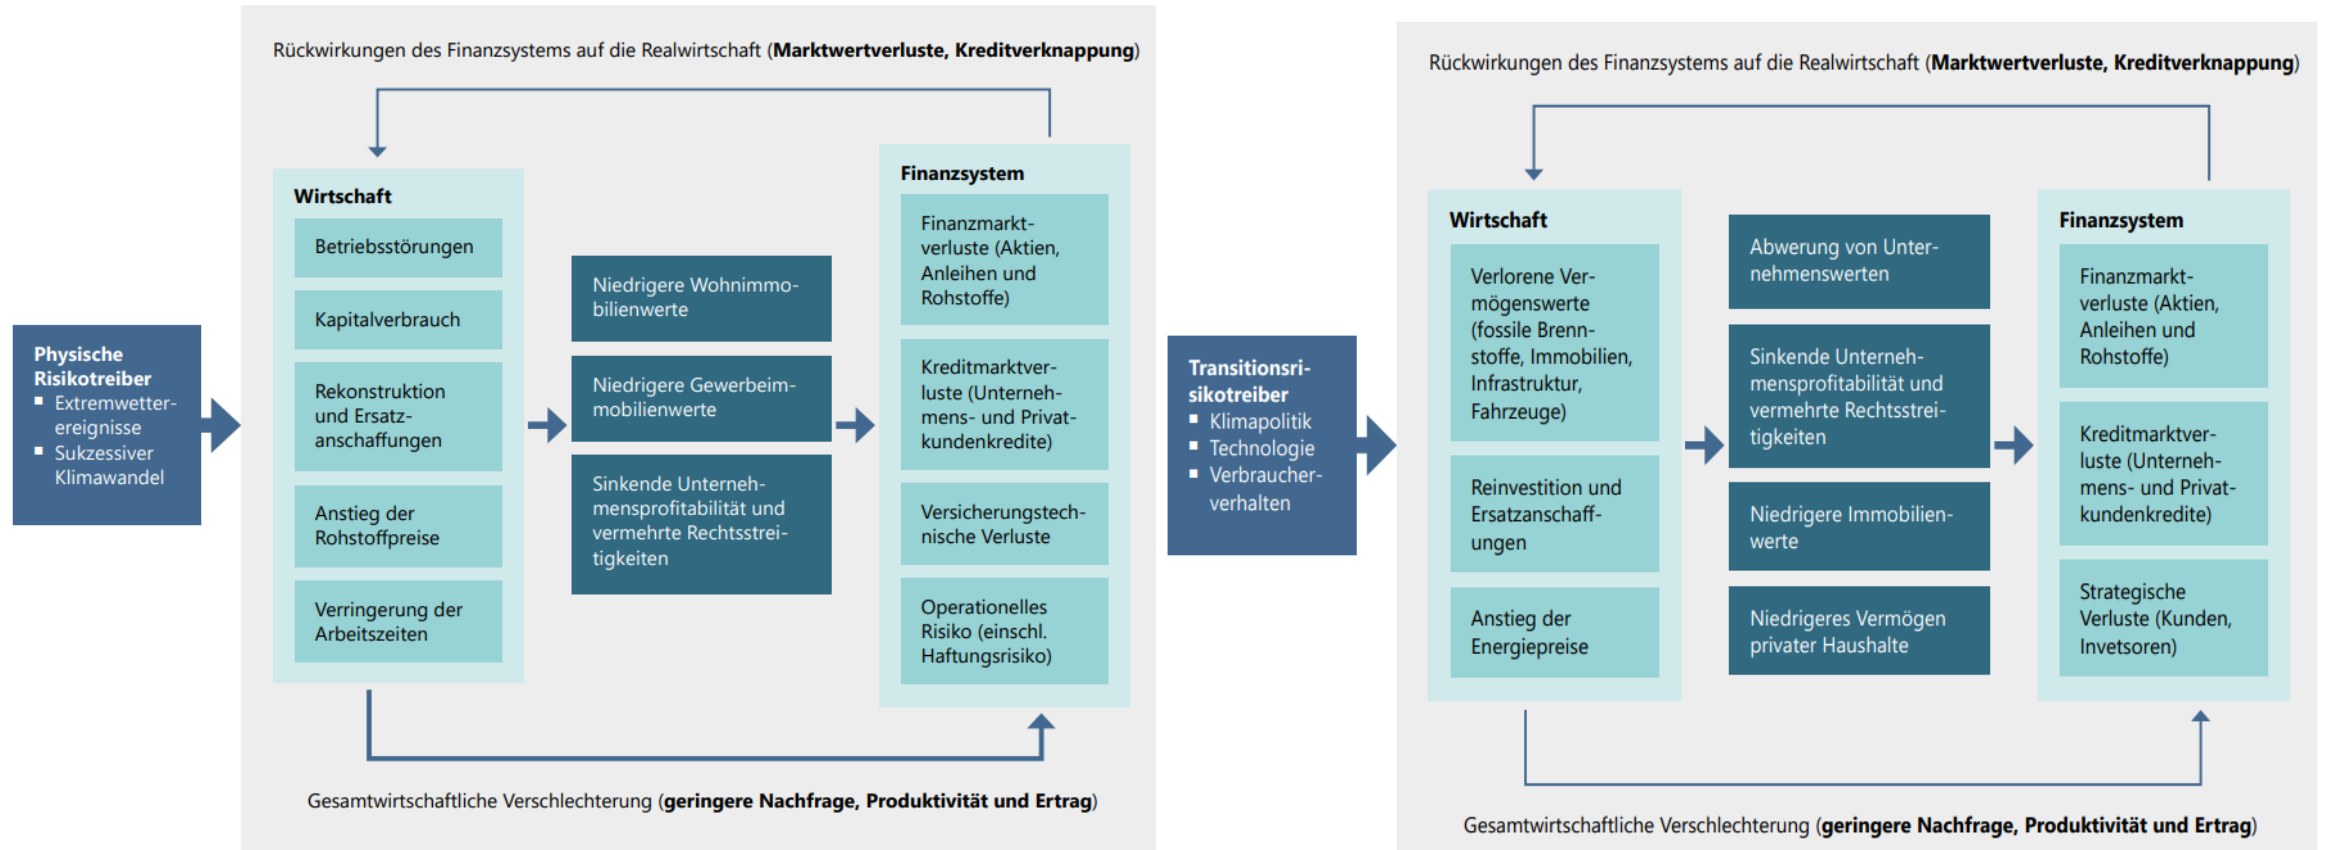 Rückwirkungen des Finanzsystems auf die Realwirtschaft (Marktwertverluste, Kreditverknappung)
Physische
Risikotreiber
▪ Extremwetter-
ereignisse
▪ Sukzessiver
Klimawandel
Wirtschaft
Betriebsstörungen
Kapitalverbrauch
Rekonstruktion
und Ersatz-
anschaffungen
Anstieg der
Rohstoffpreise
Verringerung der
Arbeitszeiten
Niedrigere Wohnimmo-
bilienwerte
Niedrigere Gewerbeim-
mobilienwerte
Sinkende Unterneh-
mensprofitabilität und
vermehrte Rechtsstrei-
tigkeiten
Finanzsystem
Finanzmarkt-
verluste (Aktien,
Anleihen und
Rohstoffe)
Kreditmarktver-
luste (Unterneh-
mens- und Privat-
kundenkredite)
Versicherungstech-
nische Verluste
Operationelles
Risiko (einschl.
Haftungsrisiko)
Gesamtwirtschaftliche Verschlechterung (geringere Nachfrage, Produktivität und Ertrag)
Rückwirkungen des Finanzsystems auf die Realwirtschaft (Marktwertverluste, Kreditverknappung)
Transitionsri-
sikotreiber
▪ Klimapolitik
▪ Technologie
▪ Verbraucher-
verhalten
Wirtschaft
Verlorene Ver-
mögenswerte
(fossile Brenn-
stoffe, Immobilien,
Infrastruktur,
Fahrzeuge)
Reinvestition und
Ersatzanschaff-
ungen
Anstieg der
Energiepreise
Abwerung von Unter-
nehmenswerten
Sinkende Unterneh-
mensprofitabilität und
vermehrte Rechtsstrei-
tigkeiten
Niedrigere Immobilien-
werte
Niedrigeres Vermögen
privater Haushalte
Finanzsystem
Finanzmarkt-
verluste (Aktien,
Anleihen und
Rohstoffe)
Kreditmarktver-
luste (Unterneh-
mens- und Privat-
kundenkredite)
Strategische
Verluste (Kunden,
Invetsoren)
Gesamtwirtschaftliche Verschlechterung (geringere Nachfrage, Produktivität und Ertrag)